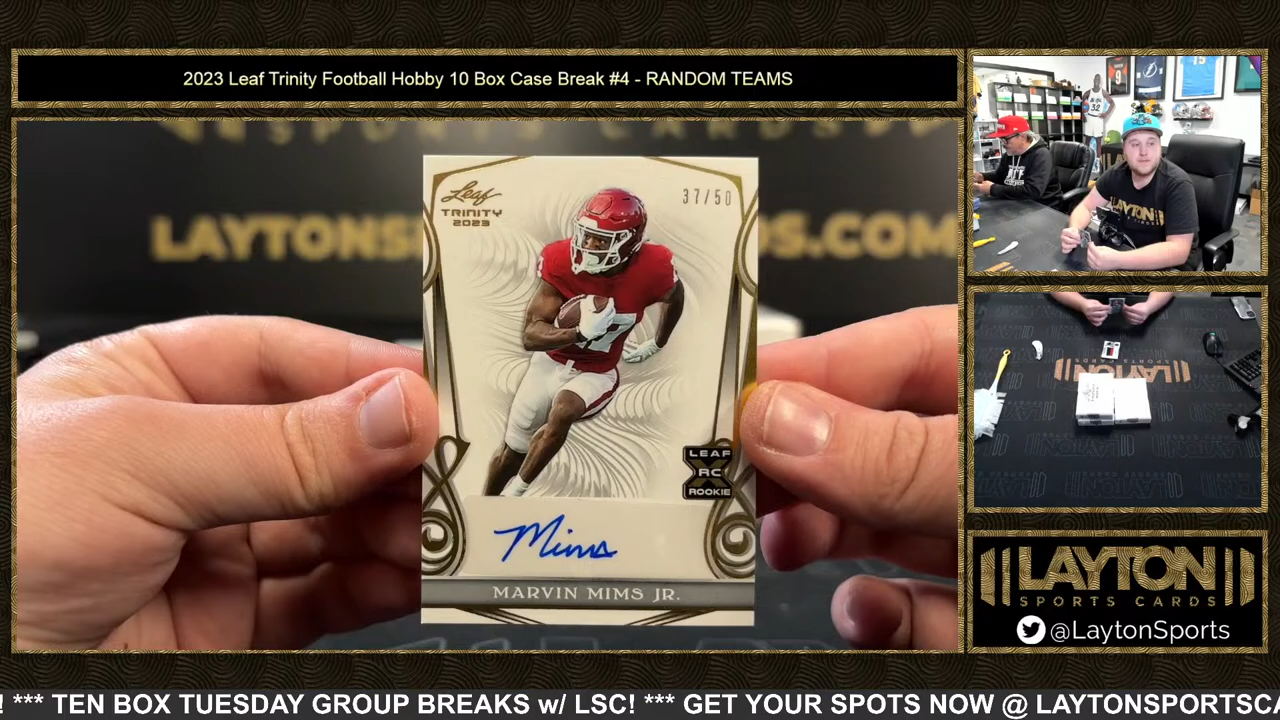 2023 Leaf Trinity Football Hobby 10 Box Case Break #4 - RANDOM TEAMS
Leaf
TRINITY
2023
37/50
LEAF
RC
ROOKIE
Mims
MARVIN MIMS JR.
LAYTON
LAYTON
LAYTON
SPORTS CARDS
@LaytonSports
! *** TEN BOX TUESDAY GROUP BREAKS w/ LSC! *** GET YOUR SPOTS NOW @ LAYTONSPORTSCA